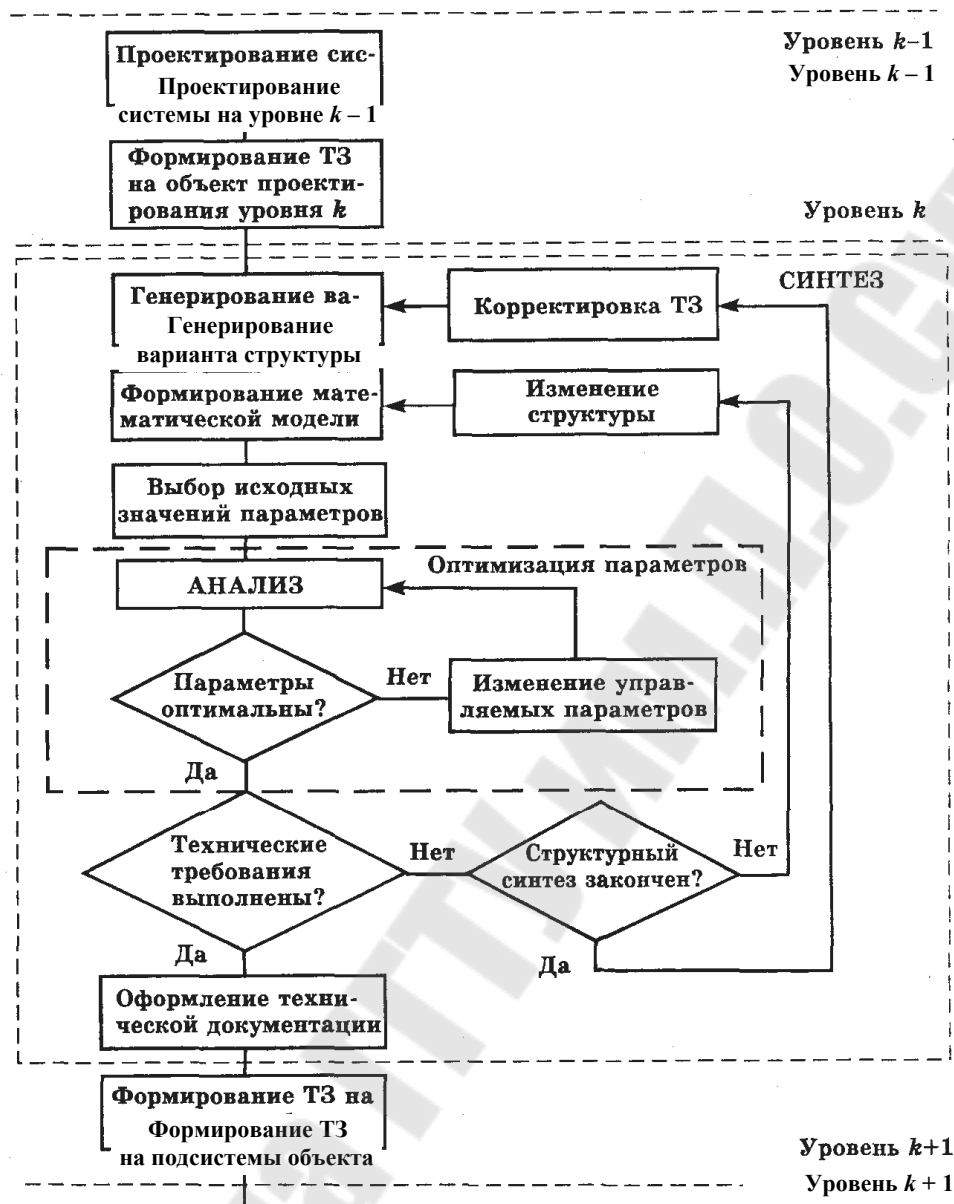 Уровень k–1
Уровень k – 1
Проектирование сис-
Проектирование
системы на уровне k – 1
Формирование ТЗ
на объект проекти-
рования уровня k
Уровень k
СИНТЕЗ
Генерирование ва-
Генерирование
варианта структуры
Корректировка ТЗ
Формирование мате-
матической модели
Изменение
структуры
Выбор исходных
значений параметров
Оптимизация параметров
АНАЛИЗ
Параметры
оптимальны?
Нет
Изменение управ-
ляемых параметров
Да
Технические
требования
выполнены?
Нет
Структурный
синтез закончен?
Нет
Да
Да
Оформление техни-
ческой документации
Формирование ТЗ на
Формирование ТЗ
на подсистемы объекта
Уровень k+1
Уровень k + 1